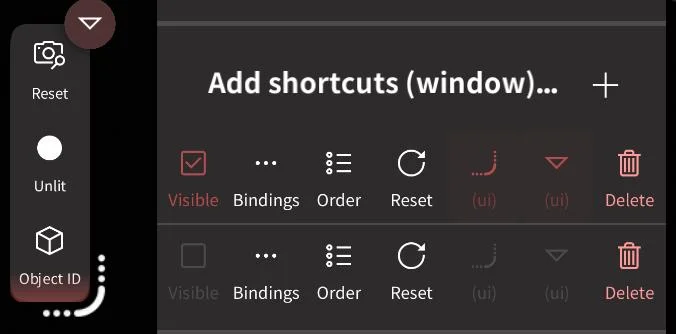 Reset
Unlit
Object ID
Add shortcuts (window)...
Visible Bindings Order Reset (ui) (ui) Delete
Visible Bindings Order Reset (ui) (ui) Delete